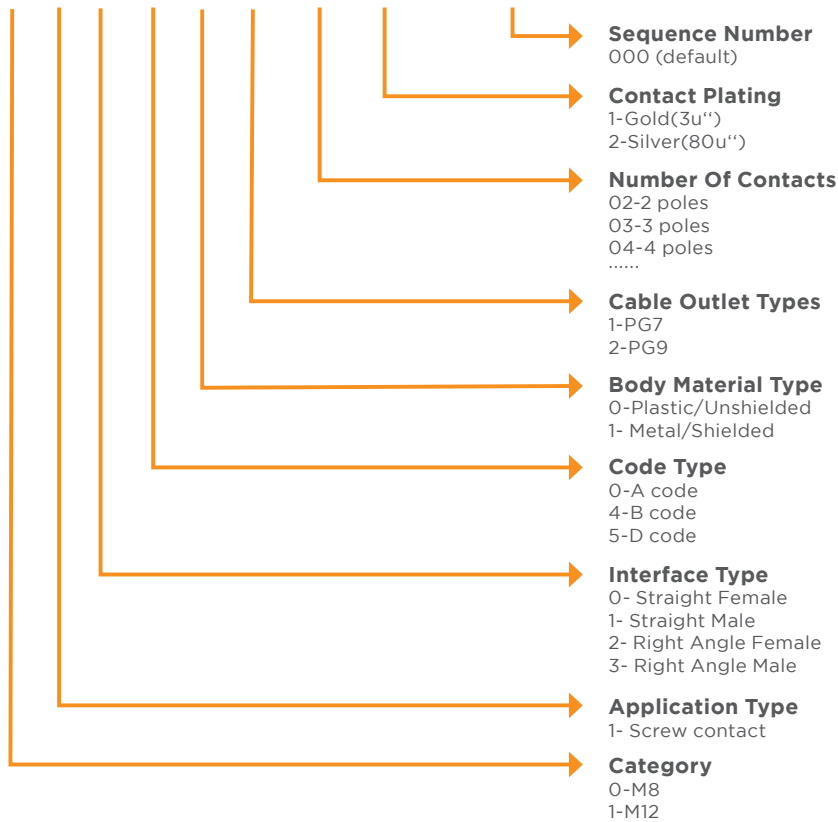 Sequence Number
000 (default)
Contact Plating
1-Gold(3u“)
2-Silver(80u“)
Number Of Contacts
02-2 poles
03-3 poles
04-4 poles
......
Cable Outlet Types
1-PG7
2-PG9
Body Material Type
0-Plastic/Unshielded
1- Metal/Shielded
Code Type
0-A code
4-B code
5-D code
Interface Type
0- Straight Female
1- Straight Male
2- Right Angle Female
3- Right Angle Male
Application Type
1- Screw contact
Category
0-M8
1-M12